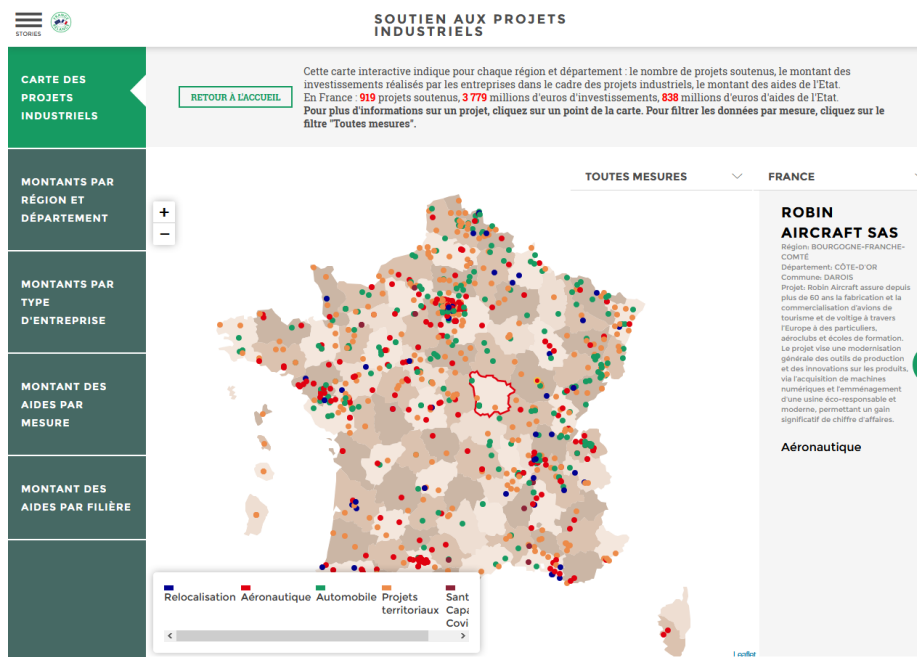 STORIES
SOUTIEN AUX PROJETS
INDUSTRIELS
CARTE DES
PROJETS
INDUSTRIELS
MONTANTS PAR
RÉGION ET
DÉPARTEMENT
MONTANTS PAR
TYPE
D'ENTREPRISE
MONTANT DES
AIDES PAR
MESURE
MONTANT DES
AIDES PAR FILIÈRE
RETOUR À L'ACCUEIL
Cette carte interactive indique pour chaque région et département : le nombre de projets soutenus, le montant des
investissements réalisés par les entreprises dans le cadre des projets industriels, le montant des aides de l'Etat.
En France : 919 projets soutenus, 3 779 millions d'euros d'investissements, 838 millions d'euros d'aides de l'Etat.
Pour plus d'informations sur un projet, cliquez sur un point de la carte. Pour filtrer les données par mesure, cliquez sur le
filtre "Toutes mesures".
TOUTES MESURES
FRANCE
+
−
ROBIN
AIRCRAFT SAS
Région: BOURGOGNE-FRANCHE-
COMTÉ
Département: CÔTE-D'OR
Commune: DAROIS
Projet: Robin Aircraft assure depuis
plus de 60 ans la fabrication et la
commercialisation d'avions de
tourisme et de voltige à travers
l'Europe à des particuliers,
aéroclubs et écoles de formation.
Le projet vise une modernisation
générale des outils de production
et des innovations sur les produits,
via l'acquisition de machines
numériques et l'emménagement
d'une usine éco-responsable et
moderne, permettant un gain
significatif de chiffre d'affaires.
Aéronautique
Relocalisation Aéronautique Automobile Projets
territoriaux
Sant
Capa
Covi
Leaflet